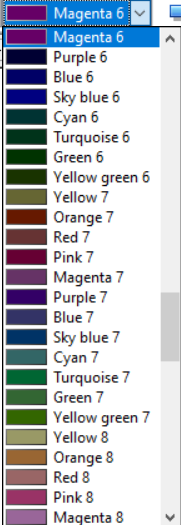 Magenta 6
Magenta 6
Purple 6
Blue 6
Sky blue 6
Cyan 6
Turquoise 6
Green 6
Yellow green 6
Yellow 7
Orange 7
Red 7
Pink 7
Magenta 7
Purple 7
Blue 7
Sky blue 7
Cyan 7
Turquoise 7
Green 7
Yellow green 7
Yellow 8
Orange 8
Red 8
Pink 8
Magenta 8